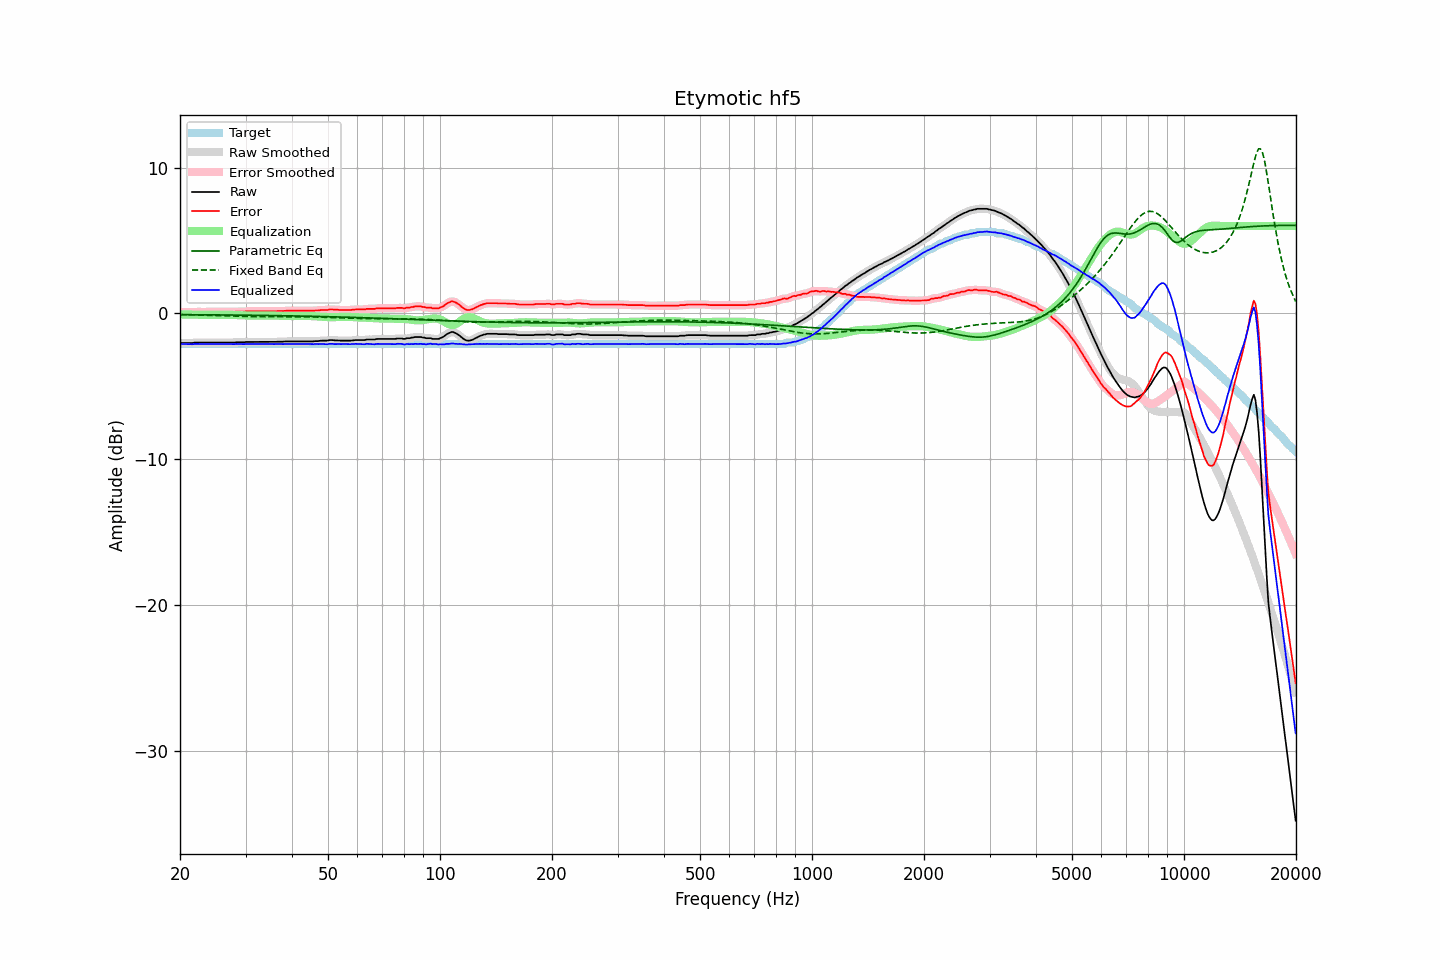 Etymotic hf5
Target
Raw Smoothed
Error Smoothed
Raw
Error
Equalization
Parametric Eq
Fixed Band Eq
Equalized
10
0
−10
−20
−30
Amplitude (dBr)
20 50 100 200 500 1000 2000 5000 10000 20000
Frequency (Hz)